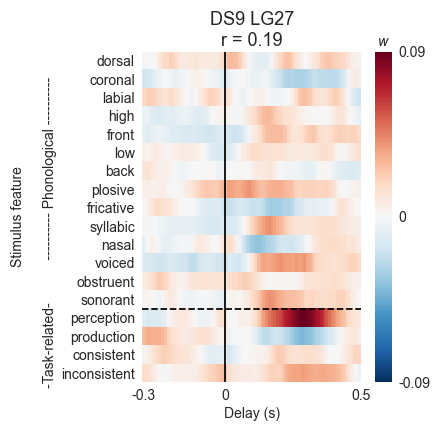 DS9 LG27
r = 0.19
w
dorsal
coronal
labial
high
front
low
back
plosive
fricative
syllabic
nasal
voiced
obstruent
sonorant
perception
production
consistent
inconsistent
Stimulus feature
---------- Phonological ----------
-Task-related-
0.09
0
-0.09
-0.3 0 0.5
Delay (s)